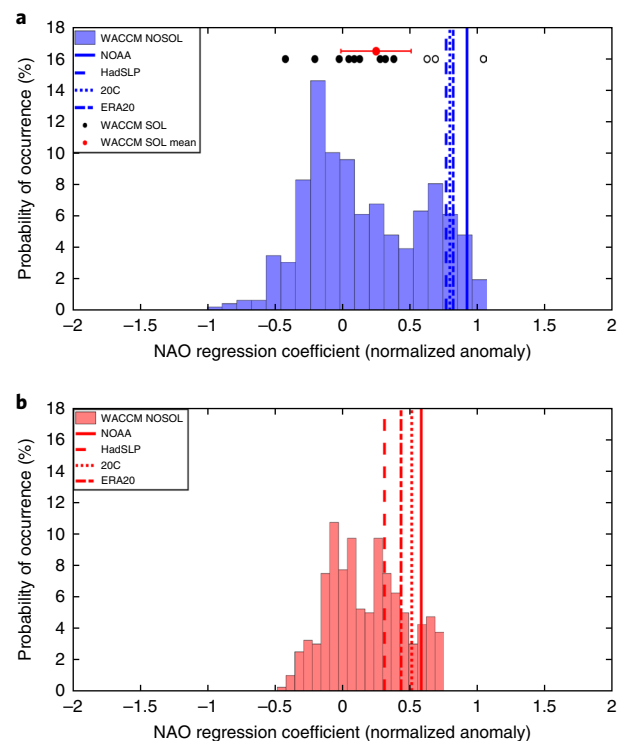 a
18
16
14
12
10
8
6
4
2
0
Probability of occurrence (%)
WACCM NOSOL
NOAA
HadSLP
20C
ERA20
WACCM SOL
WACCM SOL mean
−2 −1.5 −1 −0.5 0 0.5 1 1.5 2
NAO regression coefficient (normalized anomaly)
b
18
16
14
12
10
8
6
4
2
0
Probability of occurrence (%)
WACCM NOSOL
NOAA
HadSLP
20C
ERA20
−2 −1.5 −1 −0.5 0 0.5 1 1.5 2
NAO regression coefficient (normalized anomaly)